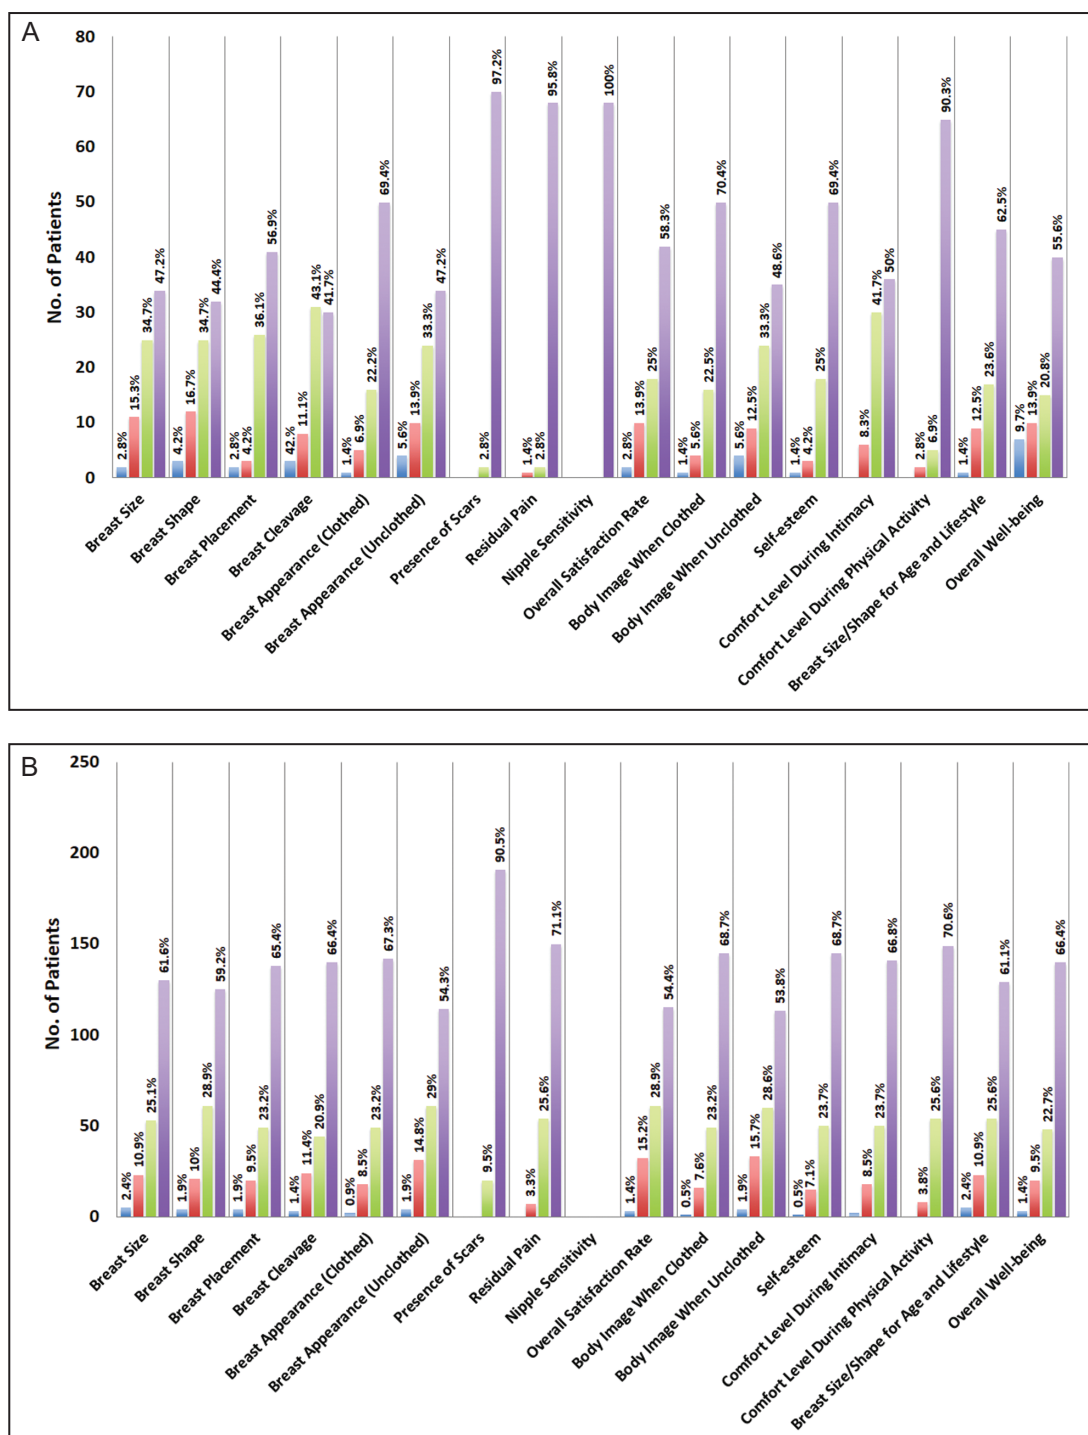 A
80
70
60
50
40
30
20
10
0
No. of Patients
2.8% 15.3% 34.7% 47.2%
4.2% 16.7% 34.7% 44.4%
2.8% 4.2% 36.1% 56.9%
42.% 11.1% 43.1% 41.7%
1.4% 6.9% 22.2% 69.4%
5.6% 13.9% 33.3% 47.2%
2.8% 97.2%
1.4% 2.8% 95.8%
100%
2.8% 13.9% 25% 58.3%
1.4% 5.6% 22.5% 70.4%
5.6% 12.5% 33.3% 48.6%
1.4% 4.2% 25% 69.4%
8.3% 41.7% 50%
2.8% 6.9% 90.3%
1.4% 12.5% 23.6% 62.5%
9.7% 13.9% 20.8% 55.6%
Breast Size
Breast Shape
Breast Placement
Breast Cleavage
Breast Appearance (Clothed)
Breast Appearance (Unclothed)
Presence of Scars
Residual Pain
Nipple Sensitivity
Overall Satisfaction Rate
Body Image When Clothed
Body Image When Unclothed
Self-esteem
Comfort Level During Intimacy
Comfort Level During Physical Activity
Breast Size/Shape for Age and Lifestyle
Overall Well-being
B
250
200
150
100
50
0
No. of Patients
2.4% 10.9% 25.1% 61.6%
1.9% 10% 28.9% 59.2%
1.9% 9.5% 23.2% 65.4%
1.4% 11.4% 20.9% 66.4%
0.9% 8.5% 23.2% 67.3%
1.9% 14.8% 29% 54.3%
9.5% 90.5%
3.3% 25.6% 71.1%
1.4% 15.2% 28.9% 54.4%
0.5% 7.6% 23.2% 68.7%
1.9% 15.7% 28.6% 53.8%
0.5% 7.1% 23.7% 68.7%
8.5% 23.7% 66.8%
3.8% 25.6% 70.6%
2.4% 10.9% 25.6% 61.1%
1.4% 9.5% 22.7% 66.4%
Breast Size
Breast Shape
Breast Placement
Breast Cleavage
Breast Appearance (Clothed)
Breast Appearance (Unclothed)
Presence of Scars
Residual Pain
Nipple Sensitivity
Overall Satisfaction Rate
Body Image When Clothed
Body Image When Unclothed
Self-esteem
Comfort Level During Intimacy
Comfort Level During Physical Activity
Breast Size/Shape for Age and Lifestyle
Overall Well-being